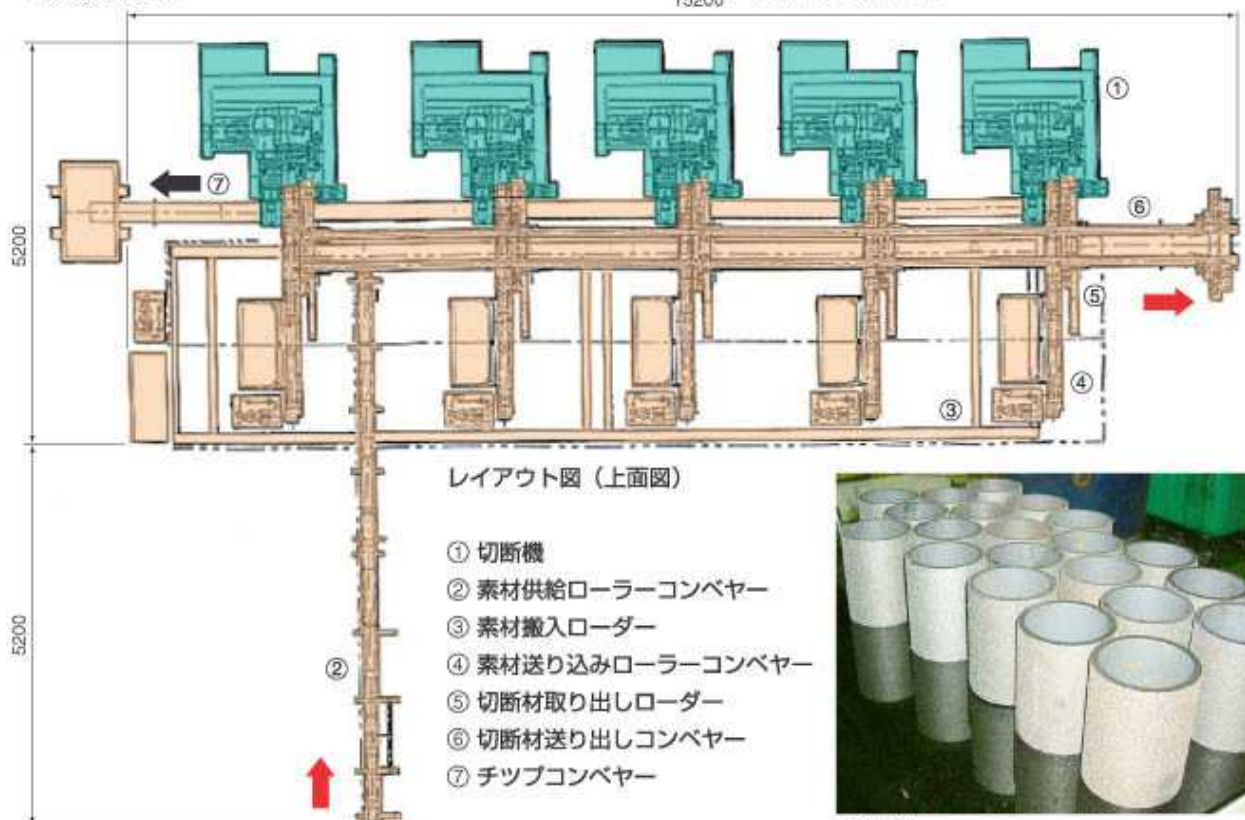 15200
①
⑦
⑥
5200
⑤
④
③
レイアウト図（上面図）
① 切断機
② 素材供給ローラーコンベヤー
③ 素材搬入ローダー
④ 素材送り込みローラーコンベヤー
⑤ 切断材取り出しローダー
⑥ 切断材送り出しコンベヤー
⑦ チツプコンベヤー
5200
②